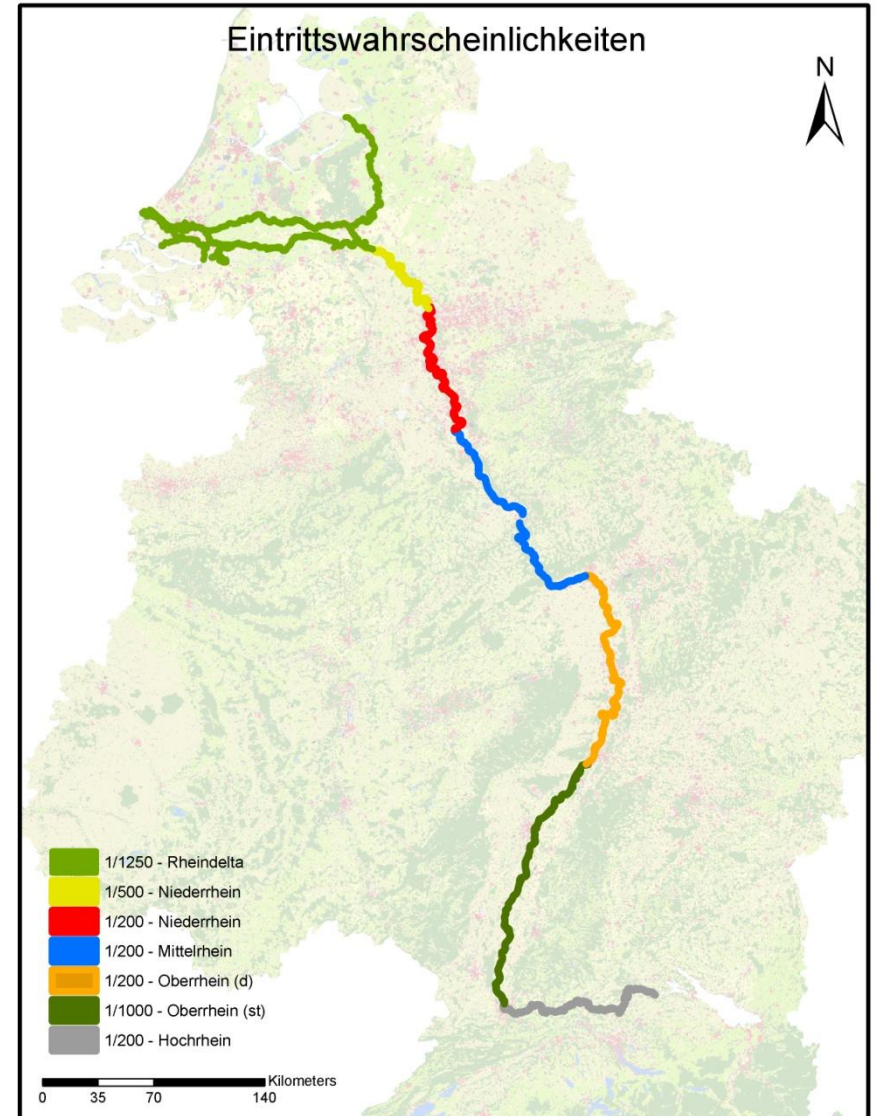 Eintrittswahrscheinlichkeiten
N
1/1250 - Rheindelta
1/500 - Niederrhein
1/200 - Niederrhein
1/200 - Mittelrhein
1/200 - Oberrhein (d)
1/1000 - Oberrhein (st)
1/200 - Hochrhein
Kilometers
0 35 70 140